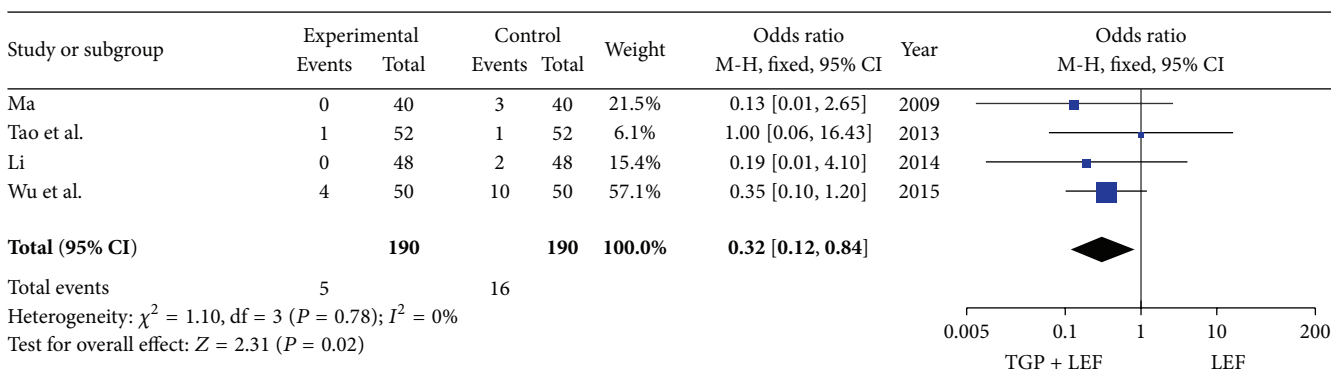 Study or subgroup Experimental Control Weight Odds ratio Year Odds ratio
Events Total Events Total M-H, fixed, 95% CI M-H, fixed, 95% CI
Ma 0 40 3 40 21.5% 0.13 [0.01, 2.65] 2009
Tao et al. 1 52 1 52 6.1% 1.00 [0.06, 16.43] 2013
Li 0 48 2 48 15.4% 0.19 [0.01, 4.10] 2014
Wu et al. 4 50 10 50 57.1% 0.35 [0.10, 1.20] 2015
Total (95% CI) 190 190 100.0% 0.32 [0.12, 0.84]
Total events 5 16
Heterogeneity: χ² = 1.10, df = 3 (P = 0.78); I² = 0%
Test for overall effect: Z = 2.31 (P = 0.02)
0.005 0.1 1 10 200
TGP + LEF LEF